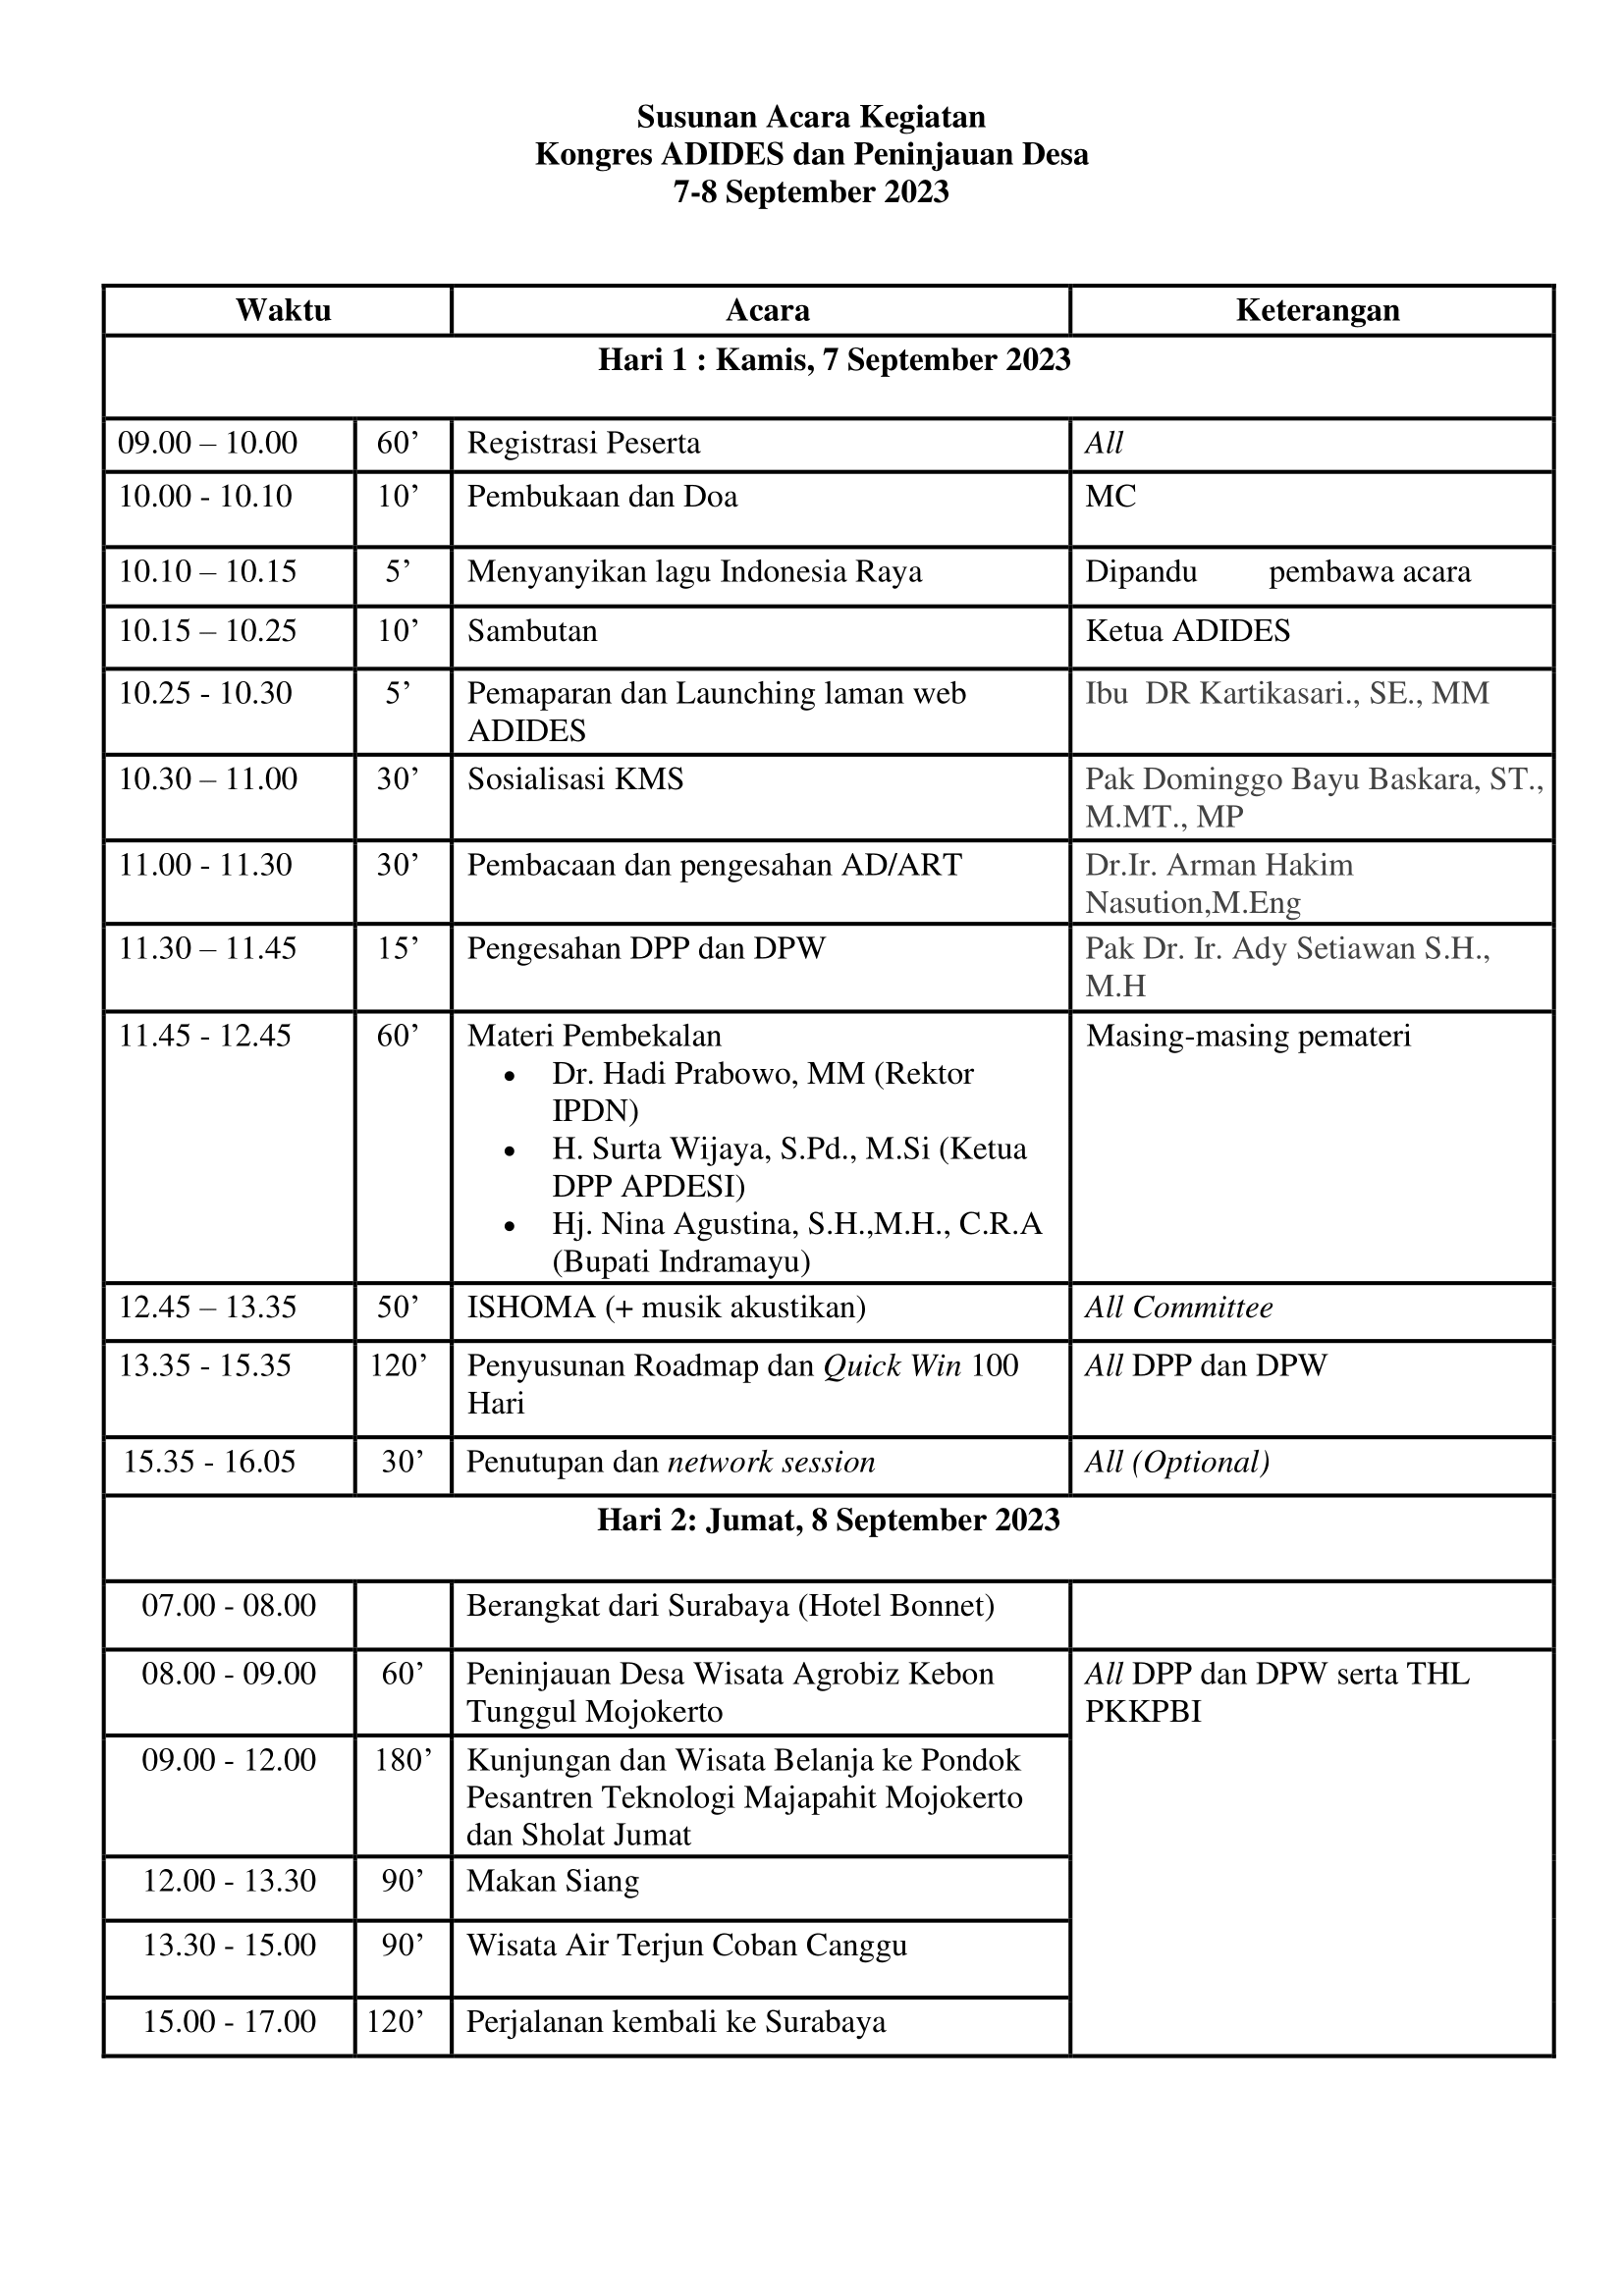 Susunan Acara Kegiatan
Kongres ADIDES dan Peninjauan Desa
7-8 September 2023
Waktu Acara Keterangan
Hari 1 : Kamis, 7 September 2023
09.00 – 10.00 60’ Registrasi Peserta All
10.00 - 10.10 10’ Pembukaan dan Doa MC
10.10 – 10.15 5’ Menyanyikan lagu Indonesia Raya Dipandu pembawa acara
10.15 – 10.25 10’ Sambutan Ketua ADIDES
10.25 - 10.30 5’ Pemaparan dan Launching laman web Ibu DR Kartikasari., SE., MM
ADIDES
10.30 – 11.00 30’ Sosialisasi KMS Pak Dominggo Bayu Baskara, ST.,
M.MT., MP
11.00 - 11.30 30’ Pembacaan dan pengesahan AD/ART Dr.Ir. Arman Hakim
Nasution,M.Eng
11.30 – 11.45 15’ Pengesahan DPP dan DPW Pak Dr. Ir. Ady Setiawan S.H.,
M.H
11.45 - 12.45 60’ Materi Pembekalan Masing-masing pemateri
• Dr. Hadi Prabowo, MM (Rektor
IPDN)
• H. Surta Wijaya, S.Pd., M.Si (Ketua
DPP APDESI)
• Hj. Nina Agustina, S.H.,M.H., C.R.A
(Bupati Indramayu)
12.45 – 13.35 50’ ISHOMA (+ musik akustikan) All Committee
13.35 - 15.35 120’ Penyusunan Roadmap dan Quick Win 100 All DPP dan DPW
Hari
15.35 - 16.05 30’ Penutupan dan network session All (Optional)
Hari 2: Jumat, 8 September 2023
07.00 - 08.00 Berangkat dari Surabaya (Hotel Bonnet)
08.00 - 09.00 60’ Peninjauan Desa Wisata Agrobiz Kebon All DPP dan DPW serta THL
Tunggul Mojokerto PKKPBI
09.00 - 12.00 180’ Kunjungan dan Wisata Belanja ke Pondok
Pesantren Teknologi Majapahit Mojokerto
dan Sholat Jumat
12.00 - 13.30 90’ Makan Siang
13.30 - 15.00 90’ Wisata Air Terjun Coban Canggu
15.00 - 17.00 120’ Perjalanan kembali ke Surabaya